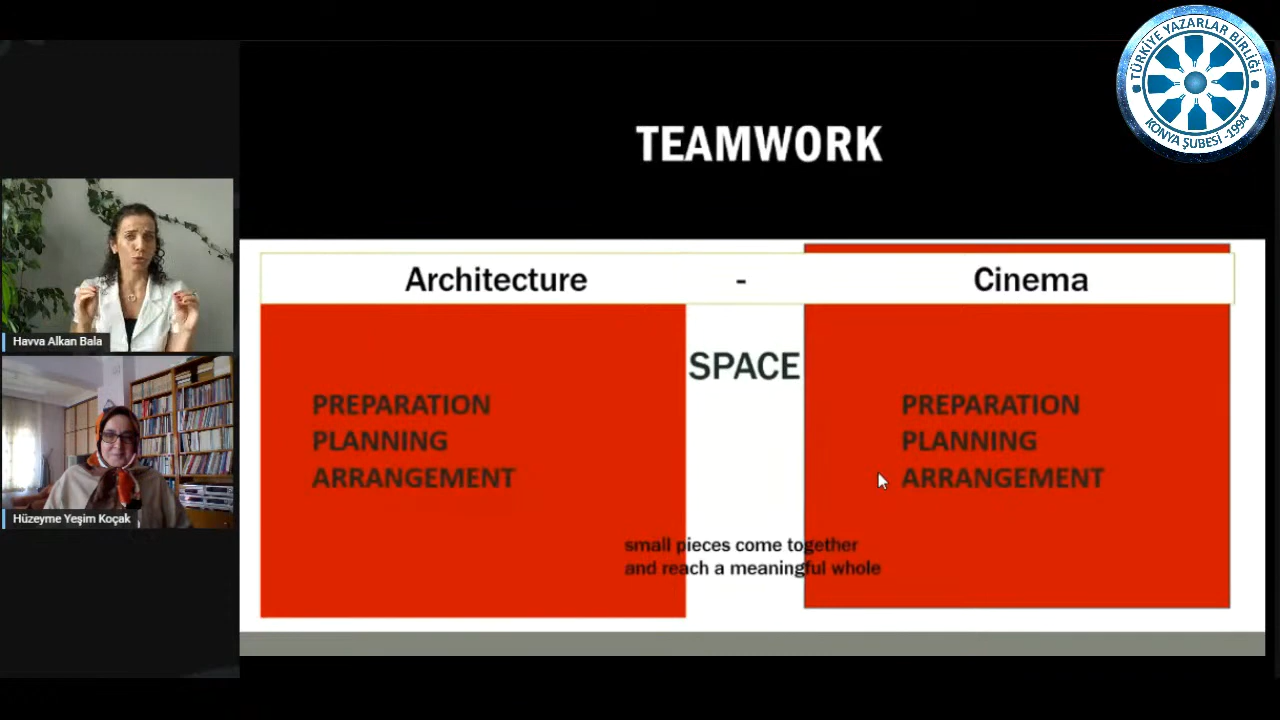 TÜRKİYE YAZARLAR BİRLİĞİ
KONYA ŞUBESİ -1994
TEAMWORK
Architecture - Cinema
SPACE
PREPARATION
PLANNING
ARRANGEMENT
PREPARATION
PLANNING
ARRANGEMENT
small pieces come together
and reach a meaningful whole
Havva Alkan Bala
Hüzeyme Yeşim Koçak